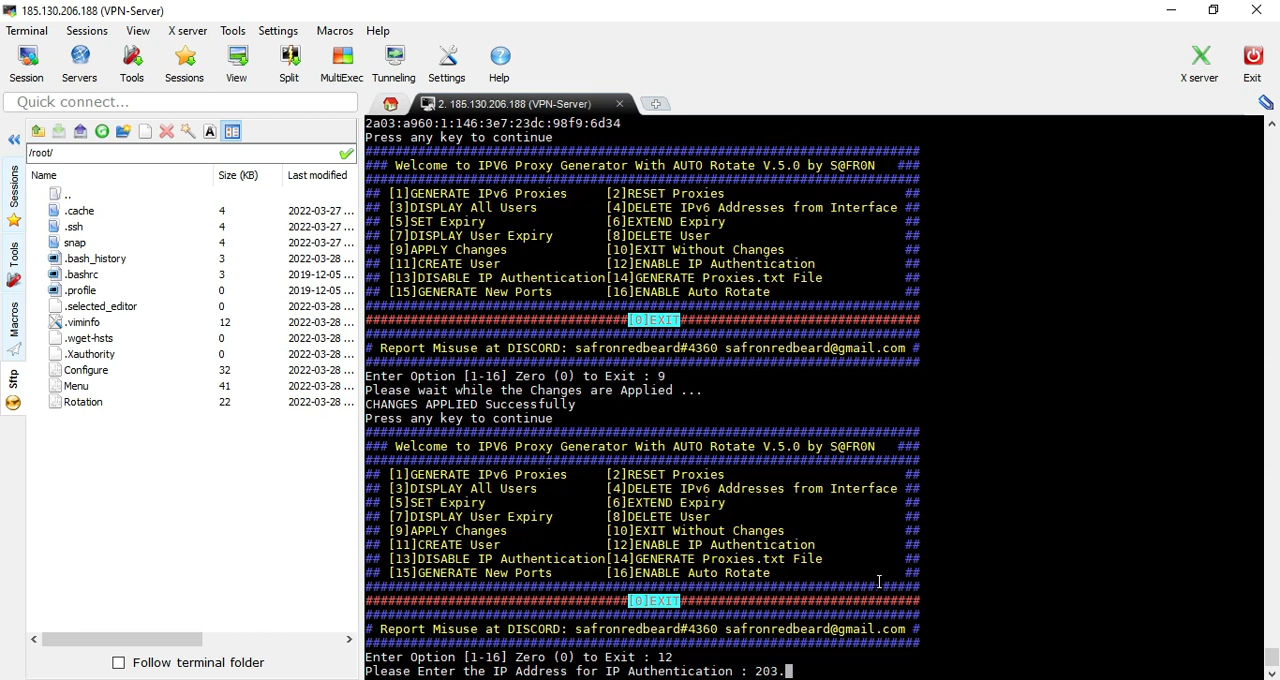 185.130.206.188 (VPN-Server)
Terminal Sessions View X server Tools Settings Macros Help
Session Servers Tools Sessions View Split MultiExec Tunneling Settings Help X server Exit
Quick connect...
2. 185.130.206.188 (VPN-Server)
/root/
Name Size (KB) Last modified
..
.cache 4 2022-03-27 ...
.ssh 4 2022-03-27 ...
snap 4 2022-03-27 ...
.bash_history 3 2022-03-28 ...
.bashrc 3 2019-12-05 ...
.profile 0 2019-12-05 ...
.selected_editor 0 2022-03-28 ...
.viminfo 12 2022-03-28 ...
.wget-hsts 0 2022-03-28 ...
.Xauthority 0 2022-03-28 ...
Configure 32 2022-03-28 ...
Menu 41 2022-03-28 ...
Rotation 22 2022-03-28 ...
Follow terminal folder
Sessions
Tools
Macros
Sftp
2a03:a960:1:146:3e7:23dc:98f9:6d34
Press any key to continue
##########################################################################
### Welcome to IPV6 Proxy Generator With AUTO Rotate V.5.0 by S@FR0N ###
##########################################################################
## [1]GENERATE IPv6 Proxies [2]RESET Proxies ##
## [3]DISPLAY All Users [4]DELETE IPv6 Addresses from Interface ##
## [5]SET Expiry [6]EXTEND Expiry ##
## [7]DISPLAY User Expiry [8]DELETE User ##
## [9]APPLY Changes [10]EXIT Without Changes ##
## [11]CREATE User [12]ENABLE IP Authentication ##
## [13]DISABLE IP Authentication[14]GENERATE Proxies.txt File ##
## [15]GENERATE New Ports [16]ENABLE Auto Rotate ##
##########################################################################
###################################[0]EXIT################################
##########################################################################
# Report Misuse at DISCORD: safronredbeard#4360 safronredbeard@gmail.com #
##########################################################################
Enter Option [1-16] Zero (0) to Exit : 9
Please wait while the Changes are Applied ...
CHANGES APPLIED Successfully
Press any key to continue
##########################################################################
### Welcome to IPV6 Proxy Generator With AUTO Rotate V.5.0 by S@FR0N ###
##########################################################################
## [1]GENERATE IPv6 Proxies [2]RESET Proxies ##
## [3]DISPLAY All Users [4]DELETE IPv6 Addresses from Interface ##
## [5]SET Expiry [6]EXTEND Expiry ##
## [7]DISPLAY User Expiry [8]DELETE User ##
## [9]APPLY Changes [10]EXIT Without Changes ##
## [11]CREATE User [12]ENABLE IP Authentication ##
## [13]DISABLE IP Authentication[14]GENERATE Proxies.txt File ##
## [15]GENERATE New Ports [16]ENABLE Auto Rotate ##
##########################################################################
###################################[0]EXIT################################
##########################################################################
# Report Misuse at DISCORD: safronredbeard#4360 safronredbeard@gmail.com #
##########################################################################
Enter Option [1-16] Zero (0) to Exit : 12
Please Enter the IP Address for IP Authentication : 203.